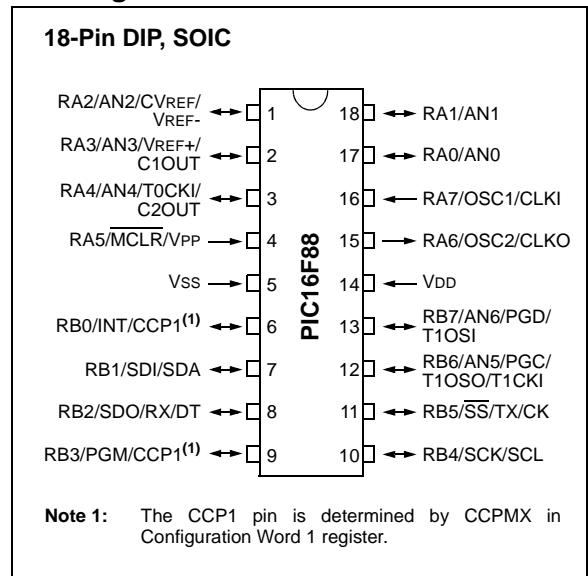 18-Pin DIP, SOIC
RA2/AN2/CVREF/
VREF-
RA3/AN3/VREF+/
C1OUT
RA4/AN4/T0CKI/
C2OUT
RA5/MCLR/VPP
VSS
RB0/INT/CCP1(1)
RB1/SDI/SDA
RB2/SDO/RX/DT
RB3/PGM/CCP1(1)
1
2
3
4
5
6
7
8
9
PIC16F88
18
17
16
15
14
13
12
11
10
RA1/AN1
RA0/AN0
RA7/OSC1/CLKI
RA6/OSC2/CLKO
VDD
RB7/AN6/PGD/
T1OSI
RB6/AN5/PGC/
T1OSO/T1CKI
RB5/SS/TX/CK
RB4/SCK/SCL
Note 1: The CCP1 pin is determined by CCPMX in
Configuration Word 1 register.